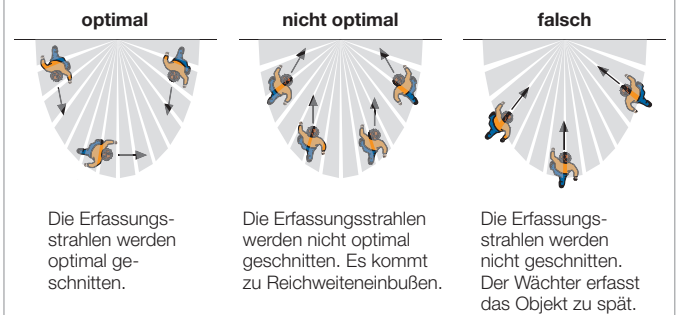 optimal
nicht optimal
falsch
Die Erfassungs-
strahlen werden
optimal ge-
schnitten.
Die Erfassungsstrahlen
werden nicht optimal
geschnitten. Es kommt
zu Reichweiteneinbußen.
Die Erfassungs-
strahlen werden
nicht geschnitten.
Der Wächter erfasst
das Objekt zu spät.